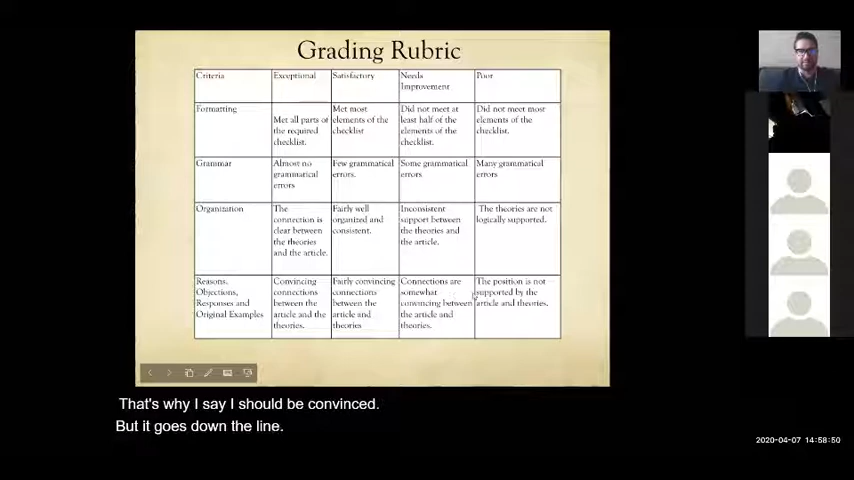 Grading Rubric
Criteria
Exceptional
Satisfactory
Needs
Improvement
Poor
Formatting
Met all parts of
the required
checklist.
Met most
elements of the
checklist
Did not meet at
least half of the
elements of the
checklist.
Did not meet most
elements of the
checklist.
Grammar
Almost no
grammatical
errors
Few grammatical
errors.
Some grammatical
errors
Many grammatical
errors
Organization
The
connection is
clear between
the theories
and the article.
Fairly well
organized and
consistent.
Inconsistent
support between
the theories and
the article.
The theories are not
logically supported.
Reasons,
Objections,
Responses and
Original Examples
Convincing
connections
between the
article and the
theories.
Fairly convincing
connections
between the
article and
theories
Connections are
somewhat
convincing between
the article and
theories.
The position is not
supported by the
article and theories.
That's why I say I should be convinced.
But it goes down the line.
2020-04-07 14:58:50